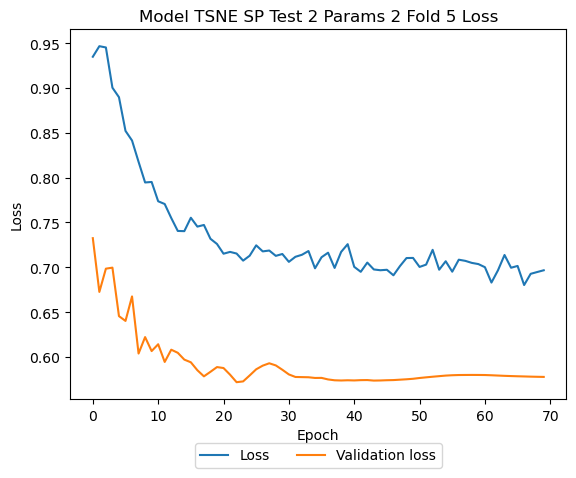 Model TSNE SP Test 2 Params 2 Fold 5 Loss
0.95
0.90
0.85
0.80
0.75
0.70
0.65
0.60
Loss
0 10 20 30 40 50 60 70
Epoch
Loss Validation loss